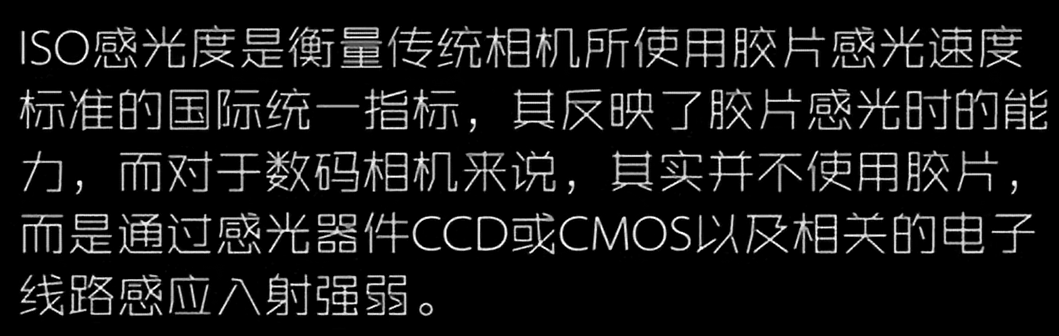 ISO感光度是衡量传统相机所使用胶片感光速度
标准的国际统一指标，其反映了胶片感光时的能
力，而对于数码相机来说，其实并不使用胶片，
而是通过感光器件CCD或CMOS以及相关的电子
线路感应入射强弱。